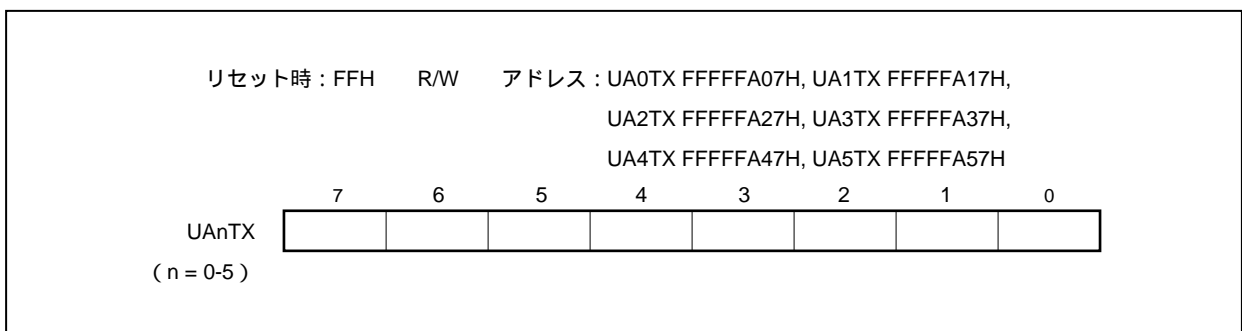 リセット時：FFH　R/W　アドレス：UA0TX FFFFFA07H, UA1TX FFFFFA17H,
UA2TX FFFFFA27H, UA3TX FFFFFA37H,
UA4TX FFFFFA47H, UA5TX FFFFFA57H
7 6 5 4 3 2 1 0
UAnTX
（n = 0-5）